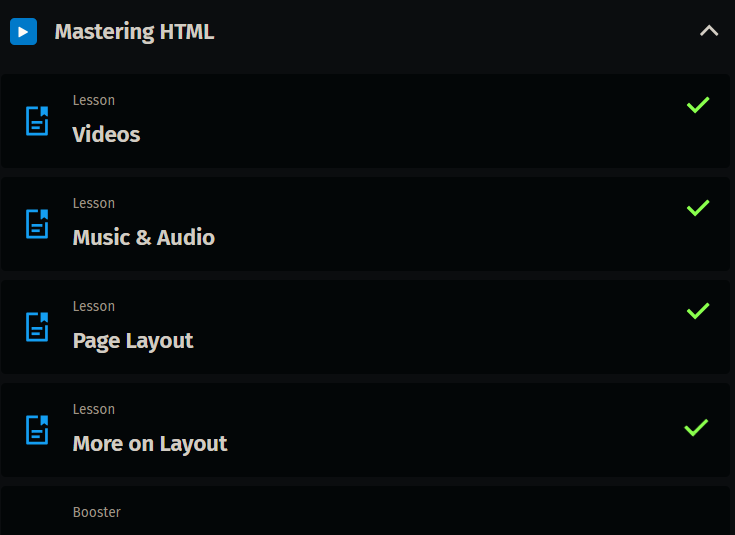 Mastering HTML
Lesson
Videos
Lesson
Music & Audio
Lesson
Page Layout
Lesson
More on Layout
Booster